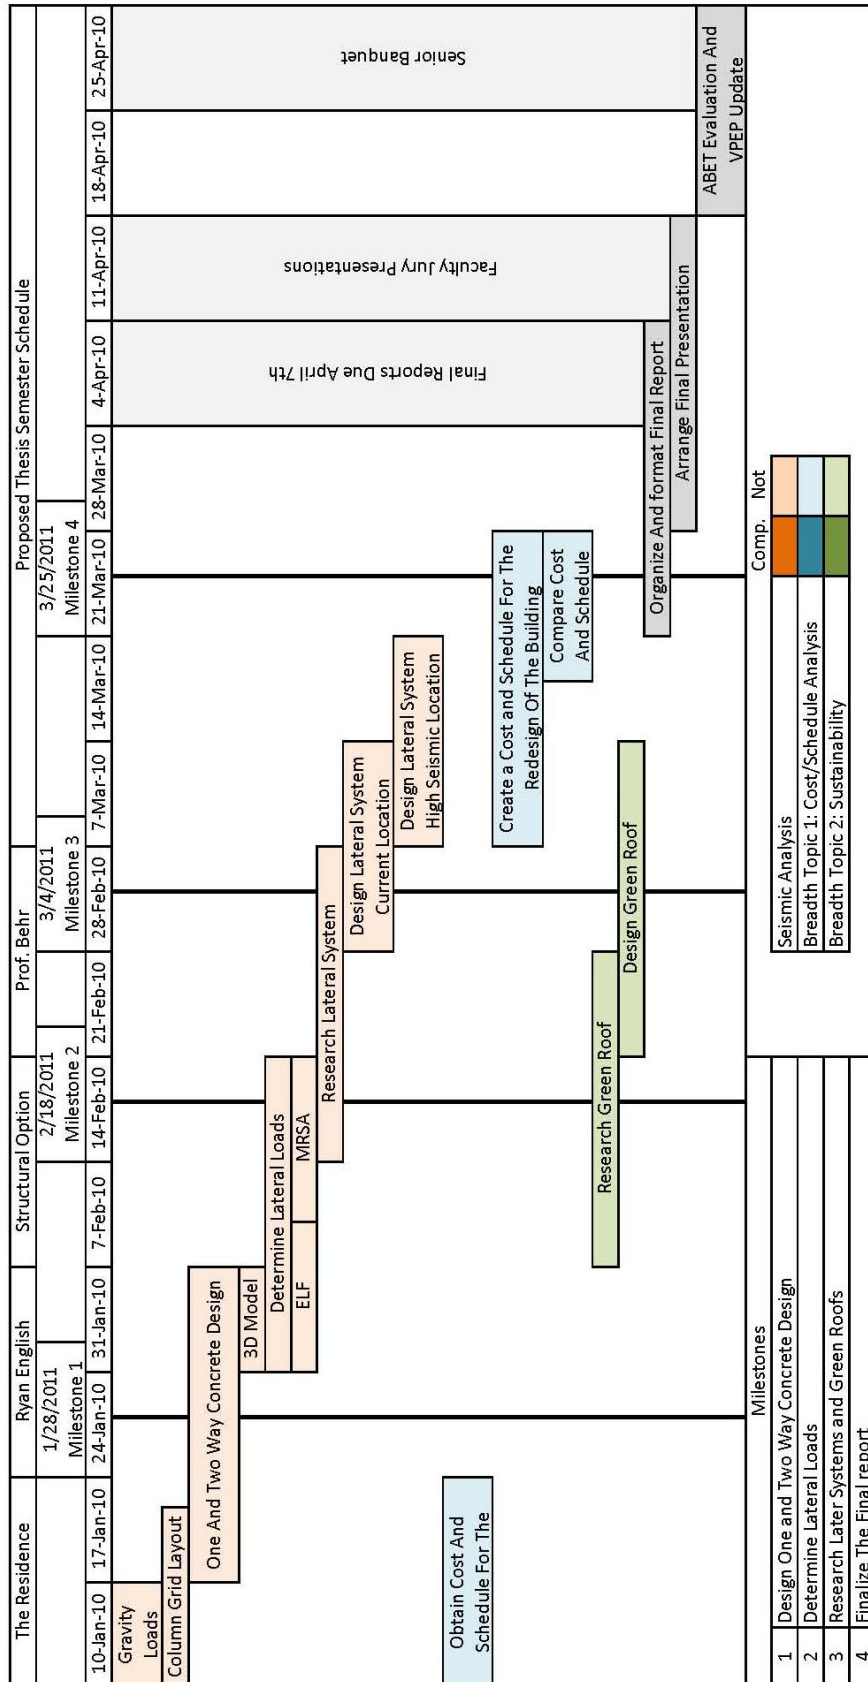 The Residence
Ryan English
Structural Option
Prof. Behr
Proposed Thesis Semester Schedule
1/28/2011
Milestone 1
2/18/2011
Milestone 2
3/4/2011
Milestone 3
3/25/2011
Milestone 4
10-Jan-10
17-Jan-10
24-Jan-10
31-Jan-10
7-Feb-10
14-Feb-10
21-Feb-10
28-Feb-10
7-Mar-10
14-Mar-10
21-Mar-10
28-Mar-10
4-Apr-10
11-Apr-10
18-Apr-10
25-Apr-10
Gravity
Loads
Column Grid Layout
One And Two Way Concrete Design
3D Model
Determine Lateral Loads
ELF
MRSA
Research Lateral System
Design Lateral System
Current Location
Design Lateral System
High Seismic Location
Obtain Cost And
Schedule For The
Create a Cost and Schedule For The
Redesign Of The Building
Compare Cost
And Schedule
Research Green Roof
Design Green Roof
Organize And format Final Report
Arrange Final Presentation
Final Reports Due April 7th
Faculty Jury Presentations
Senior Banquet
ABET Evaluation And
VPEP Update
Milestones
1 Design One and Two Way Concrete Design
2 Determine Lateral Loads
3 Research Later Systems and Green Roofs
4 Finalize The Final report
Comp. Not
Seismic Analysis
Breadth Topic 1: Cost/Schedule Analysis
Breadth Topic 2: Sustainability